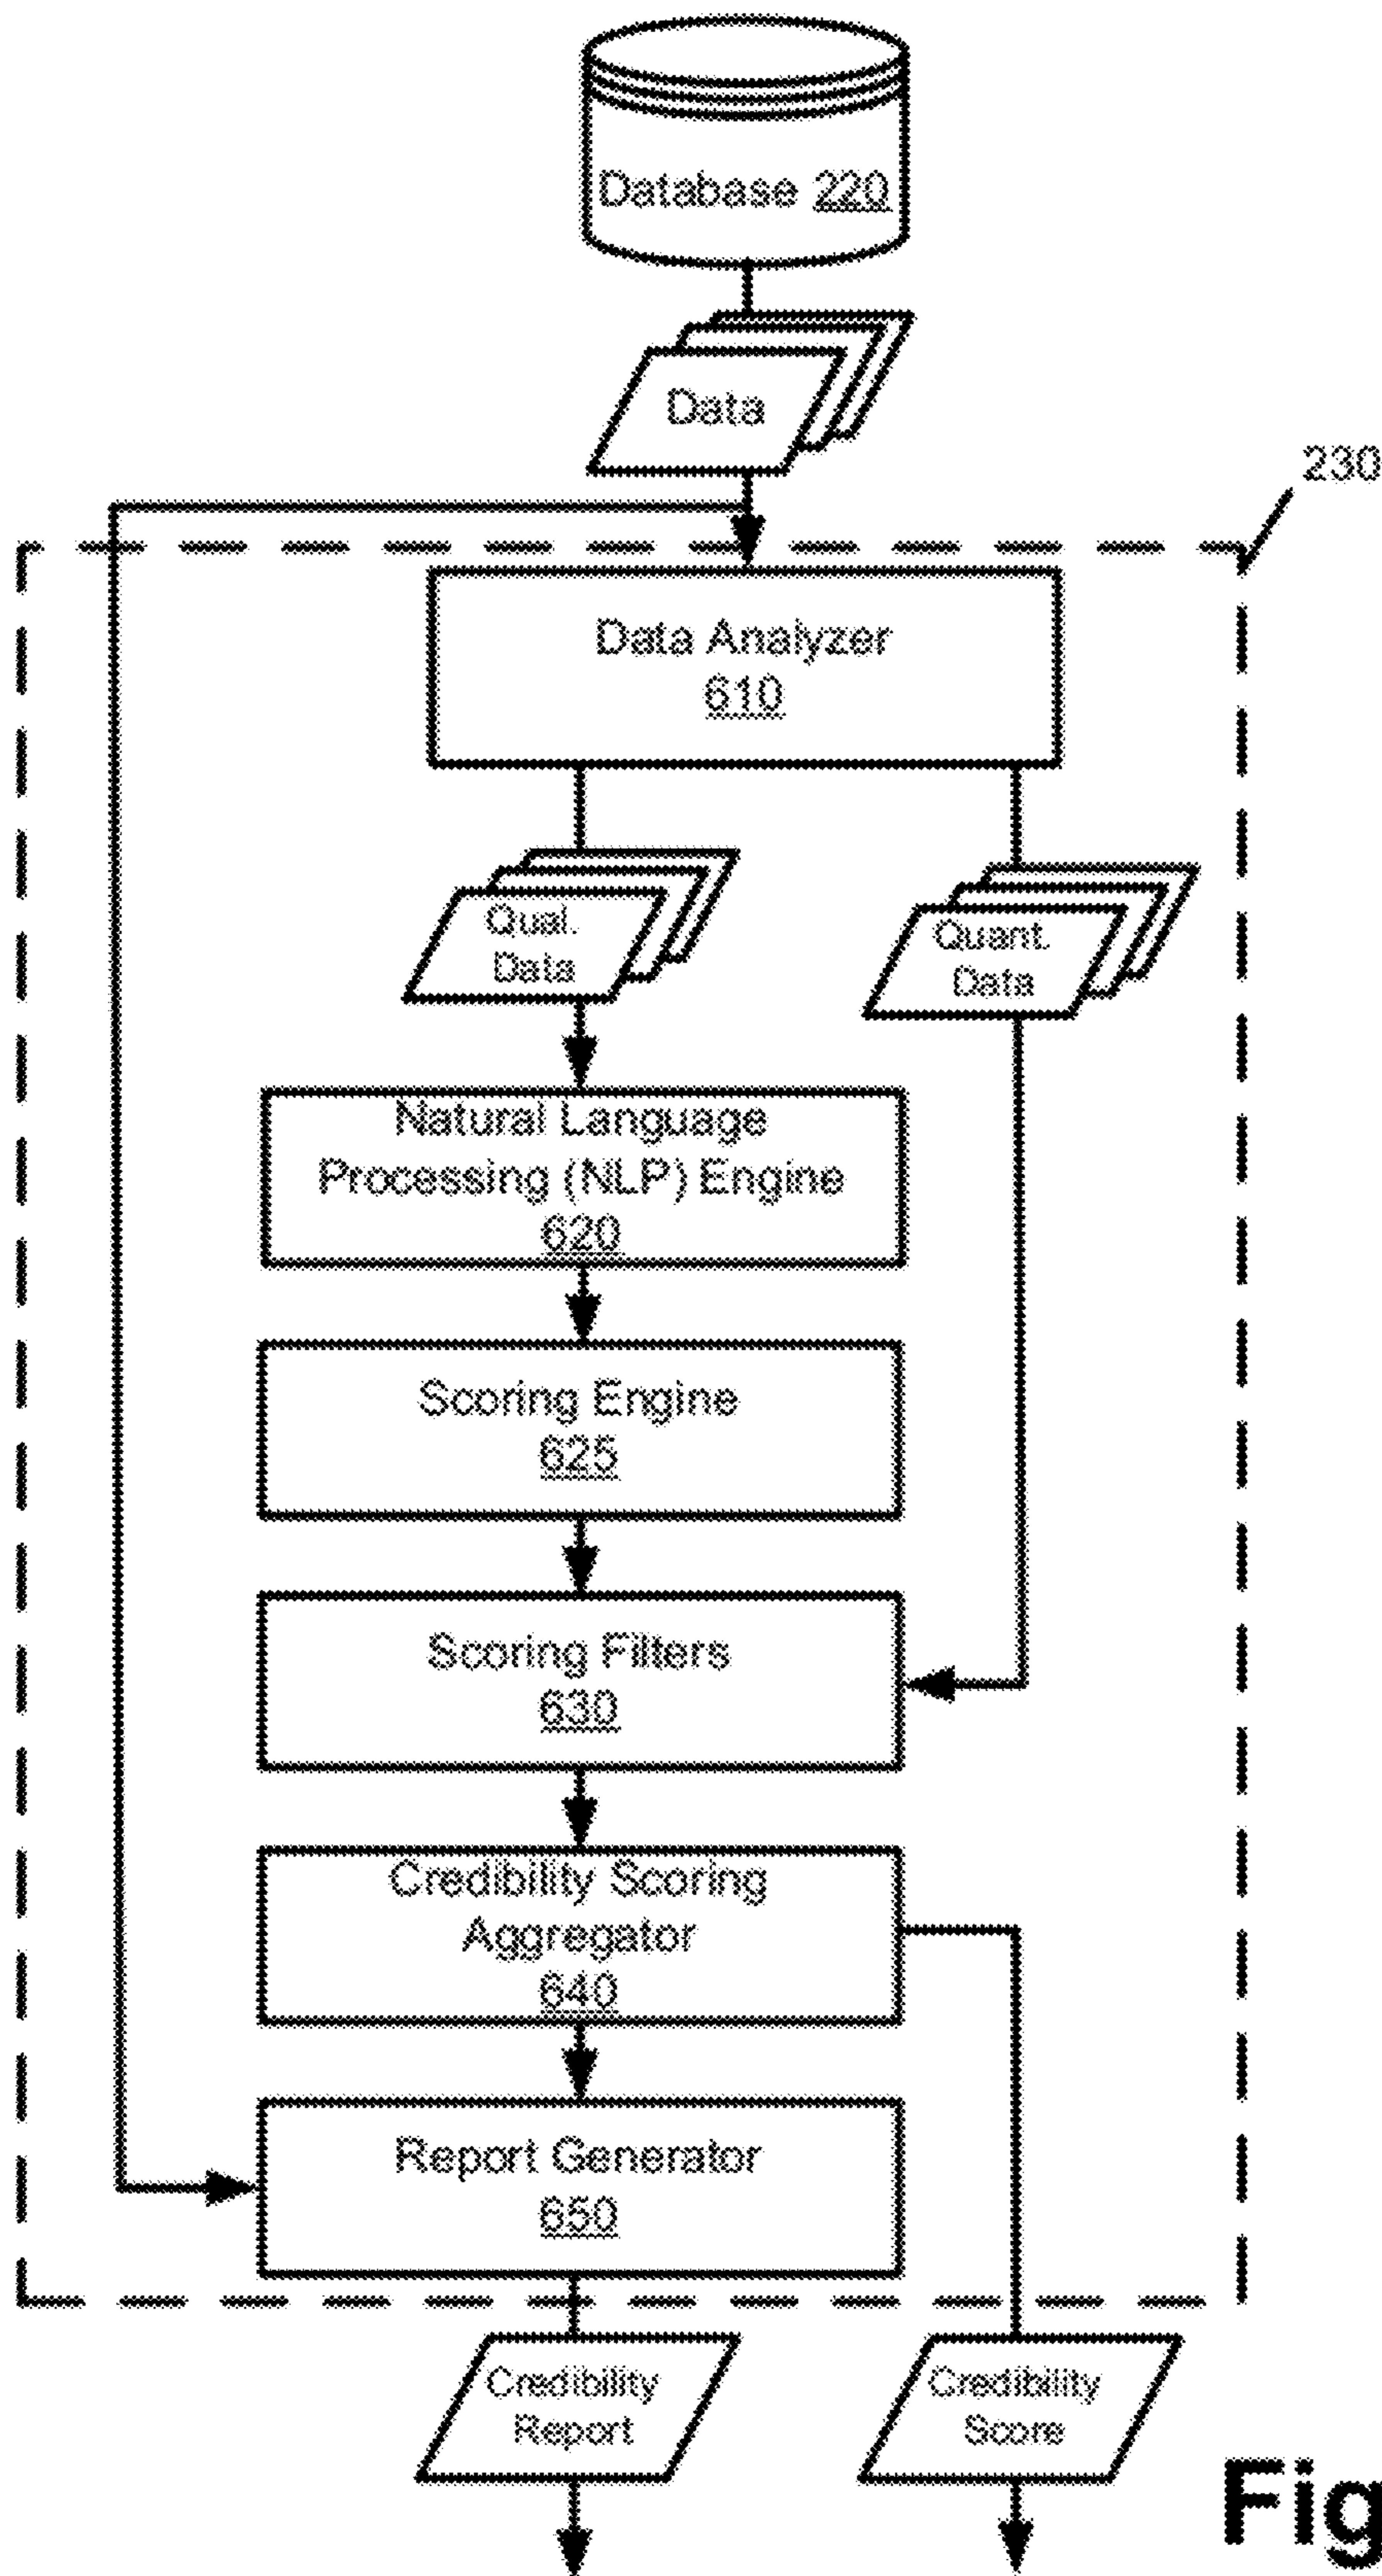 Database 220
Data
230
Data Analyzer
610
Qual.
Data
Quant.
Data
Natural Language
Processing (NLP) Engine
620
Scoring Engine
625
Scoring Filters
630
Credibility Scoring
Aggregator
640
Report Generator
650
Credibility
Report
Credibility
Score
Fig